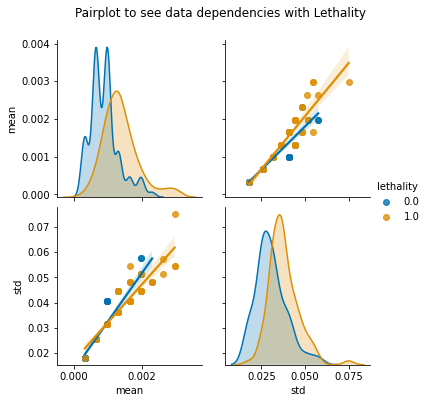 Pairplot to see data dependencies with Lethality
0.004
0.003
0.002
0.001
0.000
mean
lethality
0.0
1.0
0.07
0.06
0.05
0.04
0.03
0.02
std
0.000 0.002
mean
0.025 0.050 0.075
std